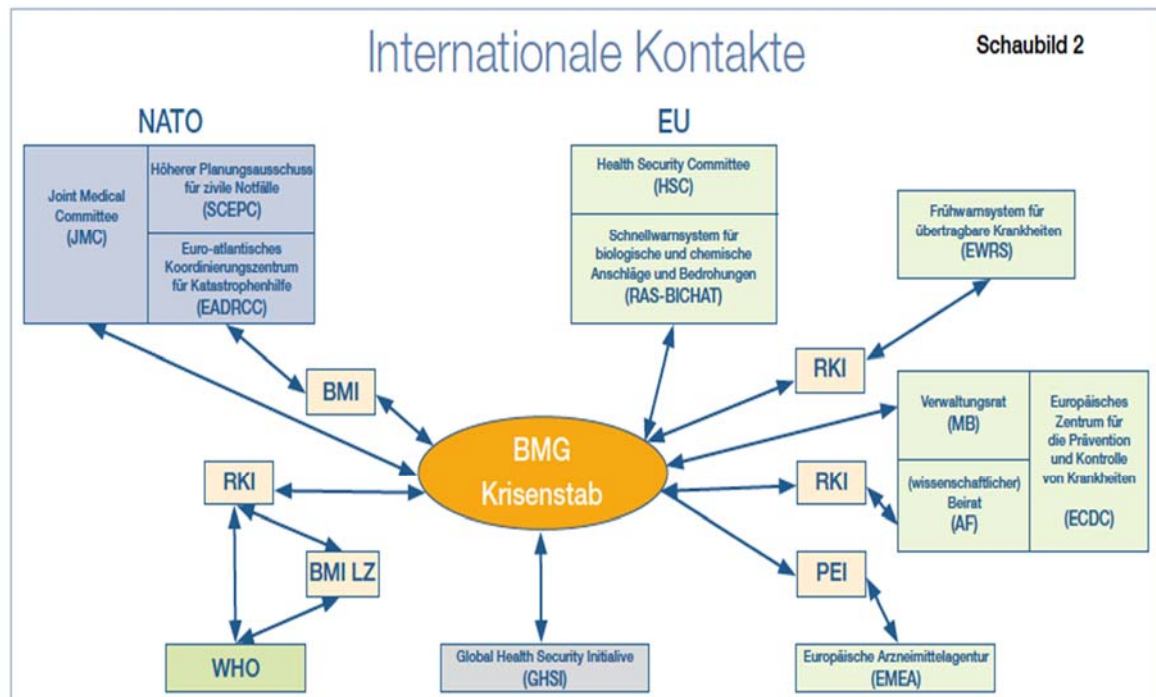 Internationale Kontakte
Schaubild 2
NATO
Joint Medical
Committee
(JMC)
Höherer Planungsausschuss
für zivile Notfälle
(SCEPC)
Euro-atlantisches
Koordinierungszentrum
für Katastrophenhilfe
(EADRCC)
EU
Health Security Committee
(HSC)
Schnellwarnsystem für
biologische und chemische
Anschläge und Bedrohungen
(RAS-BICHAT)
Frühwarnsystem für
übertragbare Krankheiten
(EWRS)
BMI
RKI
Verwaltungsrat
(MB)
(wissenschaftlicher)
Beirat
(AF)
Europäisches
Zentrum für
die Prävention
und Kontrolle
von Krankheiten
(ECDC)
BMG
Krisenstab
RKI
RKI
BMI LZ
PEI
WHO
Global Health Security Initialive
(GHSI)
Europäische Arzneimittelagentur
(EMEA)